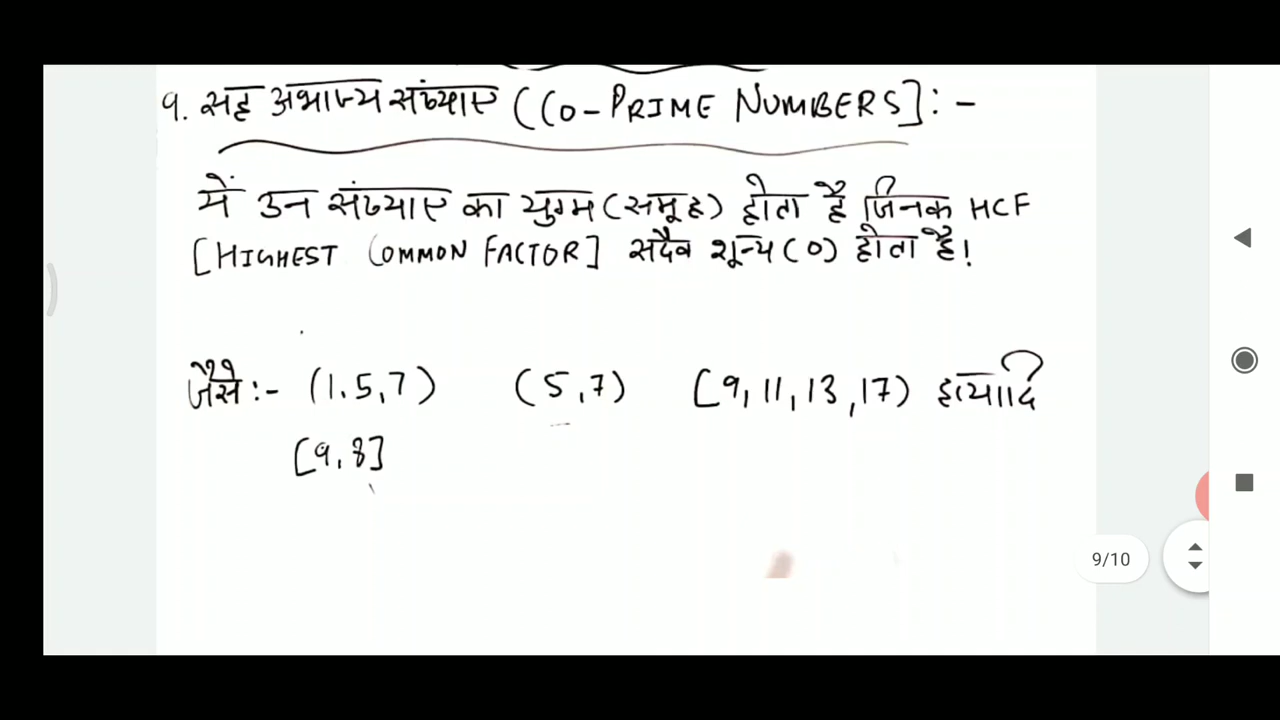 9. सह अभाज्य संख्याए (CO-PRIME NUMBERS]:-
ये उन संख्याए का युग्म (समूह) होता है जिनक HCF
[HIGHEST COMMON FACTOR] सदैव शून्य (0) होता है!
जैसे:- (1,5,7) (5,7) [9,11,13,17) इत्यादि
[9,8]
9/10